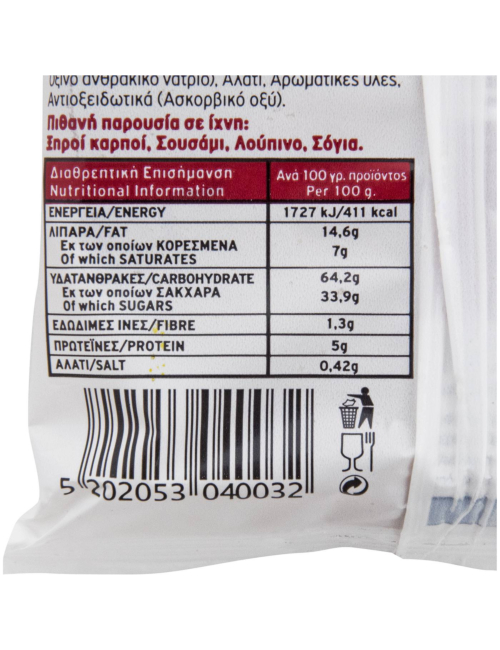 όξινο ανθρακικό νάτριο), Αλάτι, Αρωματικές ύλες,
Αντιοξειδωτικά (Ασκορβικό οξύ).
Πιθανή παρουσία σε ίχνη:
Ξηροί καρποί, Σουσάμι, Λούπινο, Σόγια.
Διαθρεπτική Επισήμανση Ανά 100 γρ. προϊόντος
Nutritional Information Per 100 g.
ΕΝΕΡΓΕΙΑ/ENERGY 1727 kJ/411 kcal
ΛΙΠΑΡΑ/FAT 14,6g
Εκ των οποίων ΚΟΡΕΣΜΕΝΑ 7g
Of which SATURATES
ΥΔΑΤΑΝΘΡΑΚΕΣ/CARBOHYDRATE 64,2g
Εκ των οποίων ΣΑΚΧΑΡΑ 33,9g
Of which SUGARS
ΕΔΩΔΙΜΕΣ ΙΝΕΣ/FIBRE 1,3g
ΠΡΩΤΕΪΝΕΣ/PROTEIN 5g
ΑΛΑΤΙ/SALT 0,42g
5 202053 040032